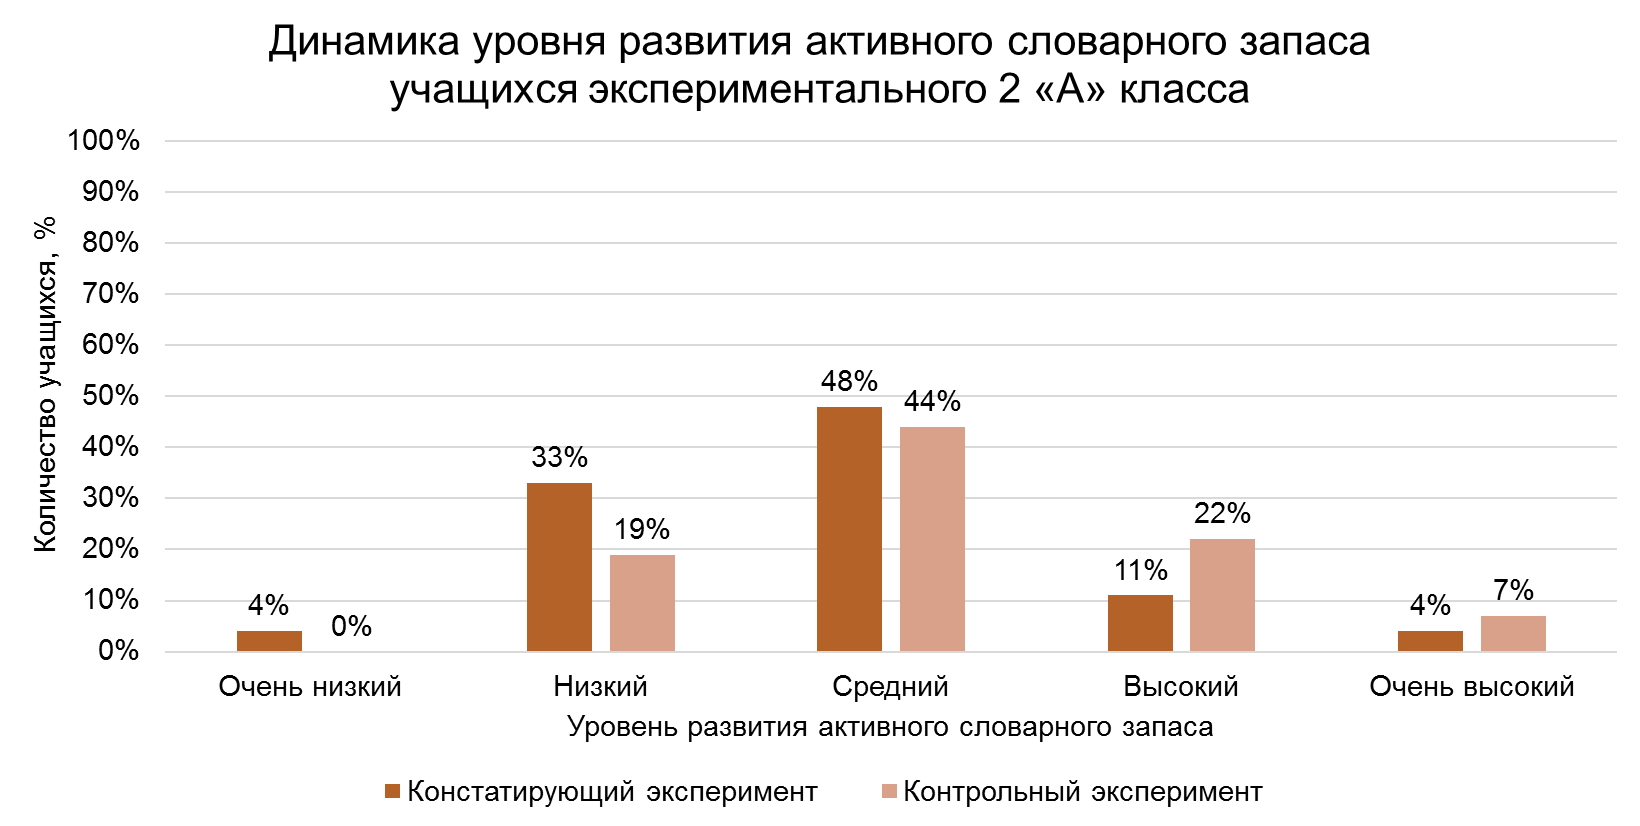 Динамика уровня развития активного словарного запаса
учащихся экспериментального 2 «А» класса
100%
90%
80%
70%
60%
50%
40%
30%
20%
10%
0%
Количество учащихся, %
4%
0%
33%
19%
48%
44%
11%
22%
4%
7%
Очень низкий
Низкий
Средний
Высокий
Очень высокий
Уровень развития активного словарного запаса
Констатирующий эксперимент
Контрольный эксперимент